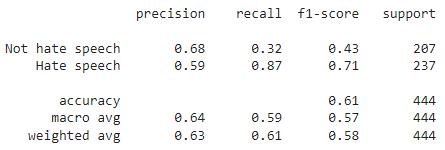 precision recall f1-score support
Not hate speech 0.68 0.32 0.43 207
Hate speech 0.59 0.87 0.71 237
accuracy 0.61 444
macro avg 0.64 0.59 0.57 444
weighted avg 0.63 0.61 0.58 444